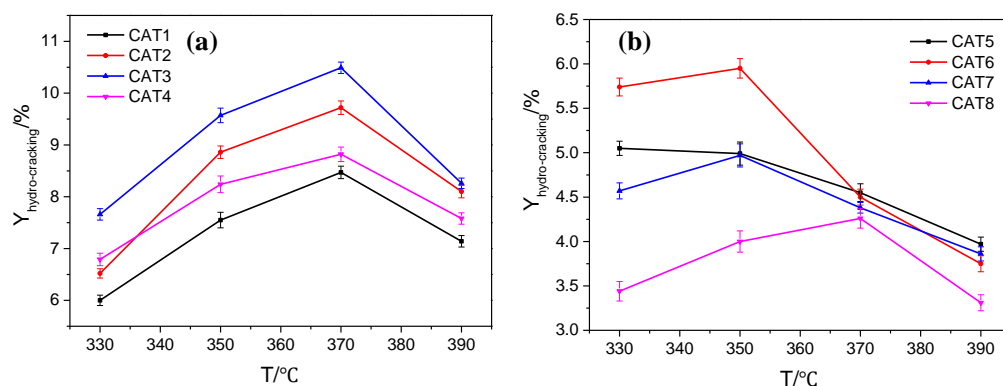 (a)
CAT1
CAT2
CAT3
CAT4
Y hydro-cracking/%
11
10
9
8
7
6
330 340 350 360 370 380 390
T/℃
(b)
CAT5
CAT6
CAT7
CAT8
Y hydro-cracking/%
6.5
6.0
5.5
5.0
4.5
4.0
3.5
3.0
330 340 350 360 370 380 390
T/℃